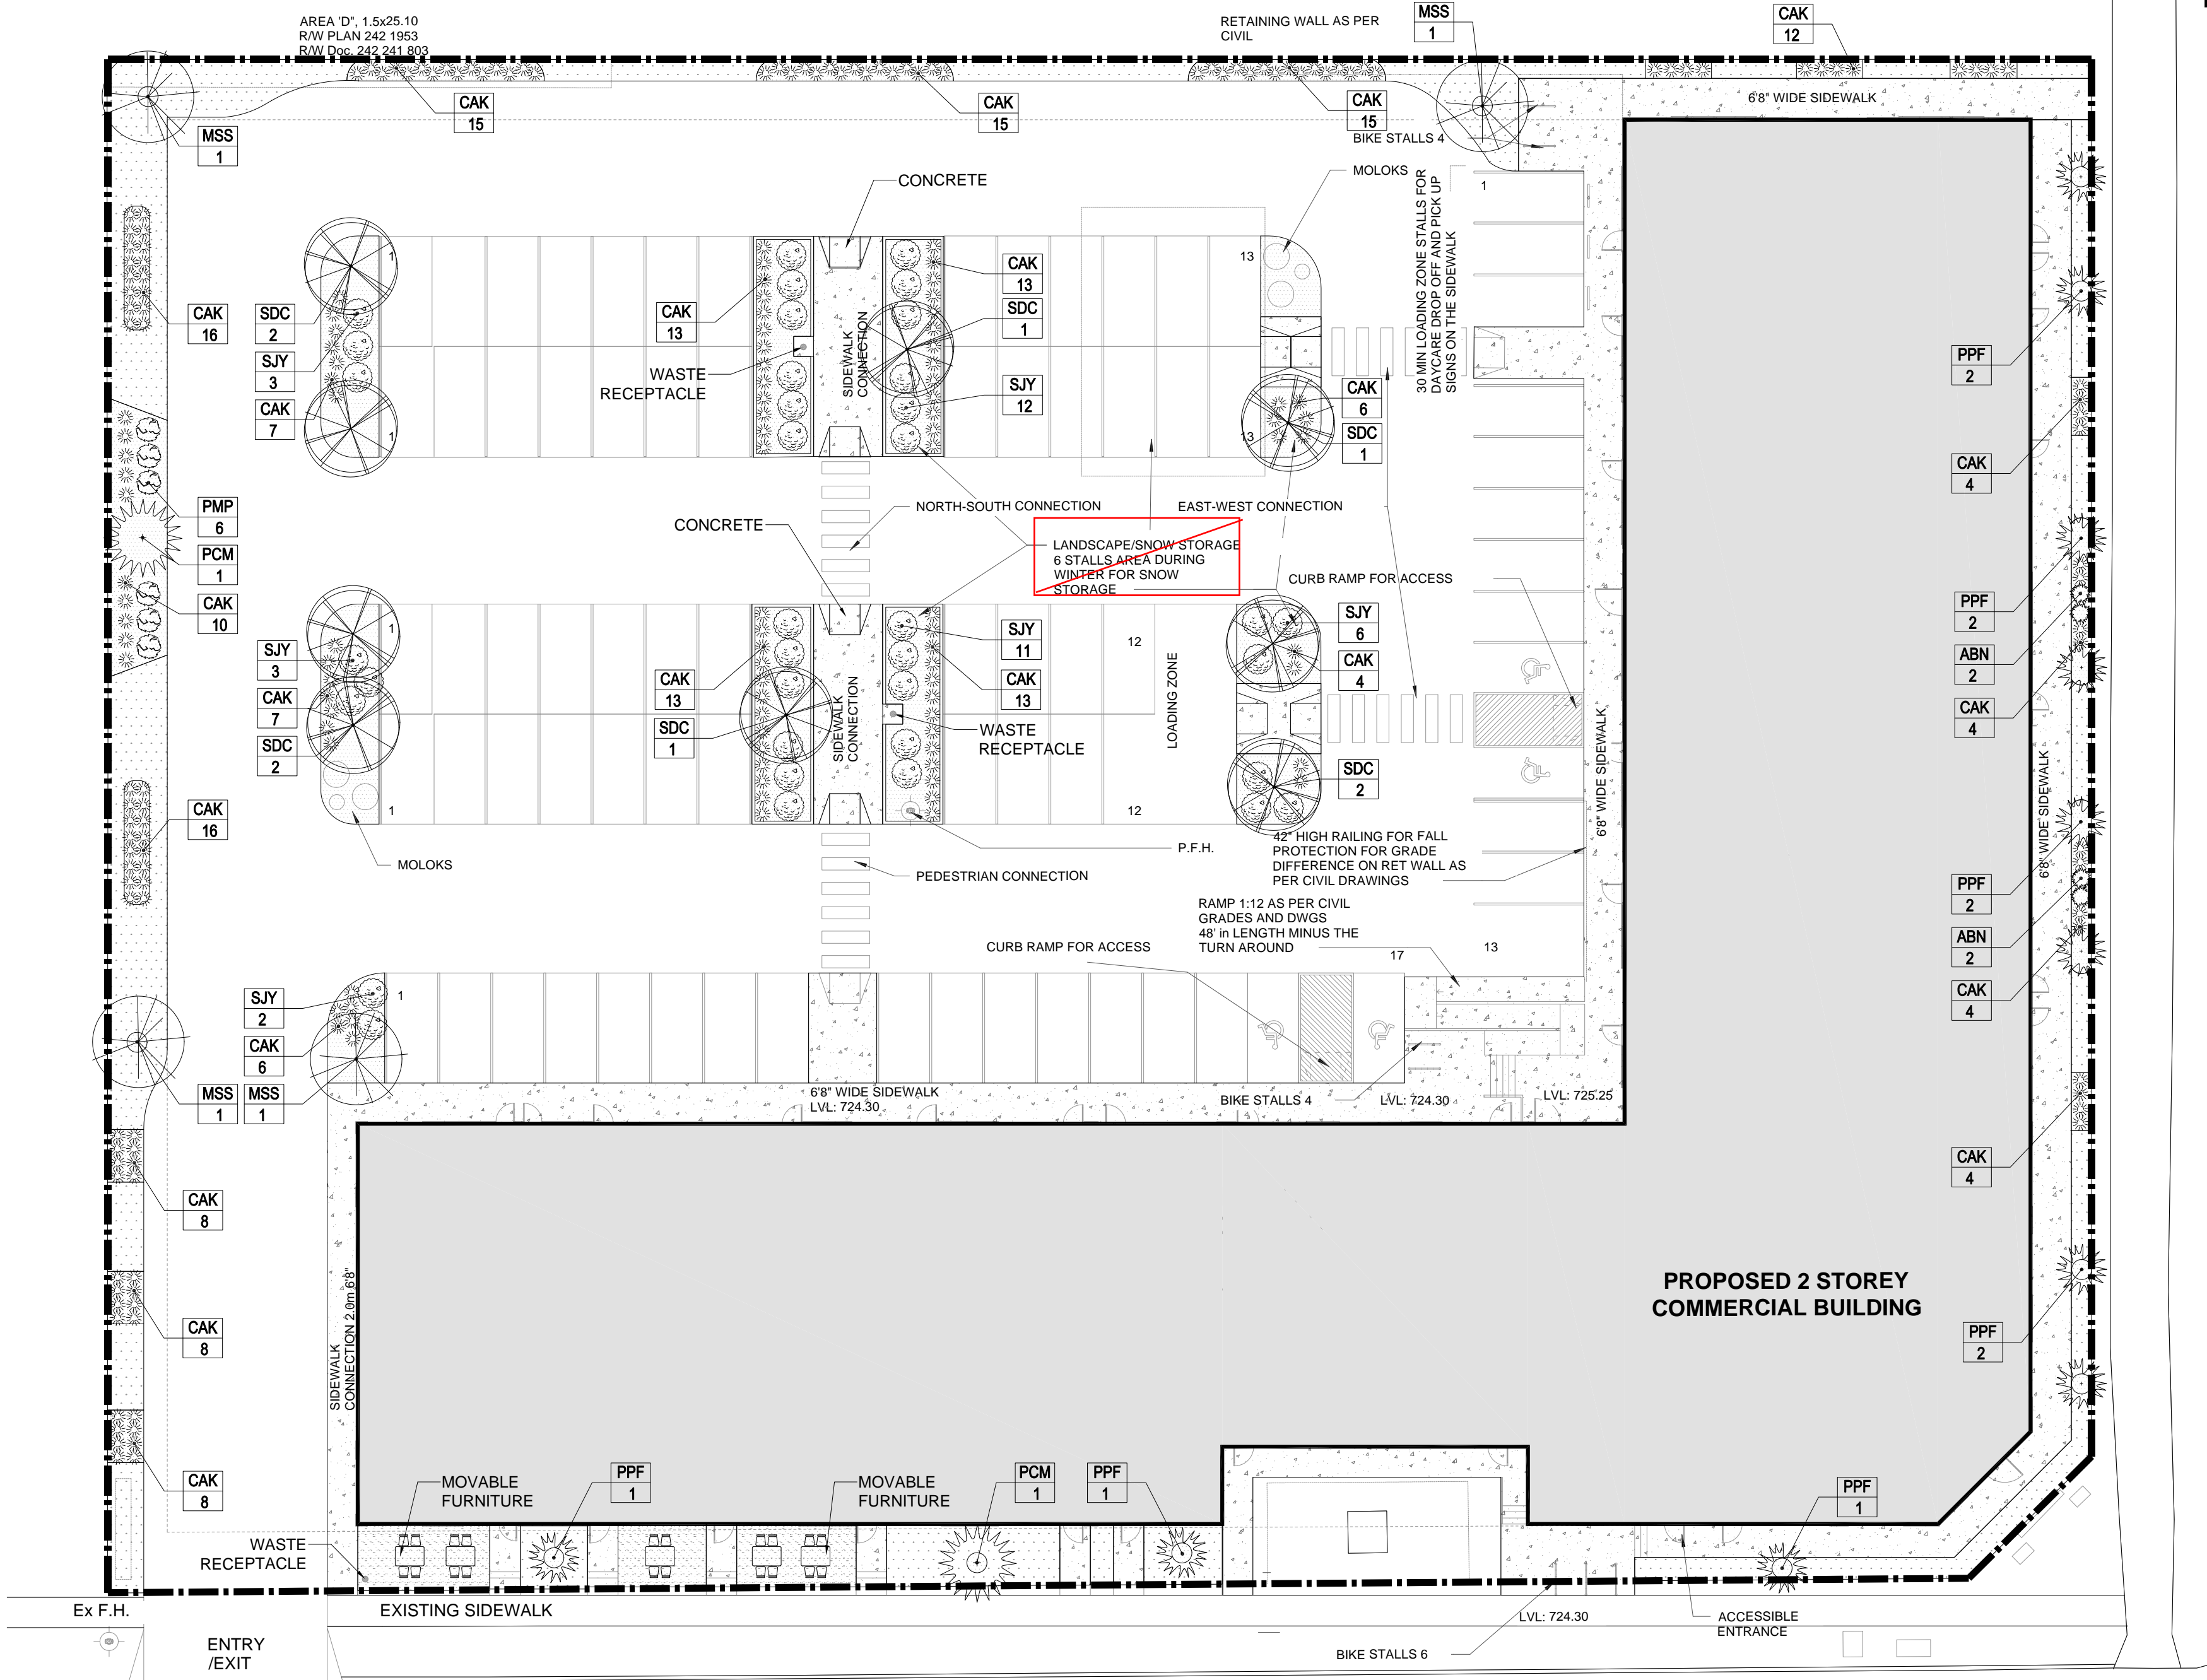 AREA 'D", 1.5x25.10
R/W PLAN 242 1953
R/W Doc. 242 241 803
RETAINING WALL AS PER
CIVIL
MSS
1
CAK
12
CAK
15
CAK
15
CAK
15
6'8" WIDE SIDEWALK
MSS
1
BIKE STALLS 4
CONCRETE
MOLOKS
30 MIN LOADING ZONE STALLS FOR
DAYCARE DROP OFF AND PICK UP
SIGNS ON THE SIDEWALK
1
1
13
CAK
13
SDC
1
CAK
16
SDC
2
CAK
13
SIDEWALK
CONNECTION
SJY
3
WASTE
RECEPTACLE
SJY
12
CAK
6
SDC
1
CAK
7
1
13
PPF
2
CAK
4
PMP
6
PCM
1
CAK
10
NORTH-SOUTH CONNECTION
EAST-WEST CONNECTION
CONCRETE
LANDSCAPE/SNOW STORAGE
6 STALLS AREA DURING
WINTER FOR SNOW
STORAGE
CURB RAMP FOR ACCESS
PPF
2
ABN
2
CAK
4
1
SJY
11
12
SJY
6
SJY
3
CAK
13
CAK
13
LOADING ZONE
CAK
4
CAK
7
SDC
1
SIDEWALK
CONNECTION
WASTE
RECEPTACLE
SDC
2
SDC
2
6'8" WIDE SIDEWALK
6'8" WIDE SIDEWALK
CAK
16
1
12
MOLOKS
P.F.H.
PEDESTRIAN CONNECTION
42" HIGH RAILING FOR FALL
PROTECTION FOR GRADE
DIFFERENCE ON RET WALL AS
PER CIVIL DRAWINGS
RAMP 1:12 AS PER CIVIL
GRADES AND DWGS
48' in LENGTH MINUS THE
TURN AROUND
CURB RAMP FOR ACCESS
17
13
PPF
2
ABN
2
CAK
4
SJY
2
1
CAK
6
MSS
1
MSS
1
6'8" WIDE SIDEWALK
LVL: 724.30
BIKE STALLS 4
LVL: 724.30
LVL: 725.25
CAK
4
CAK
8
CAK
8
SIDEWALK
CONNECTION 2.0m 6'8"
PROPOSED 2 STOREY
COMMERCIAL BUILDING
PPF
2
CAK
8
MOVABLE
FURNITURE
PPF
1
MOVABLE
FURNITURE
PCM
1
PPF
1
PPF
1
WASTE
RECEPTACLE
Ex F.H.
EXISTING SIDEWALK
LVL: 724.30
ACCESSIBLE
ENTRANCE
ENTRY
/EXIT
BIKE STALLS 6